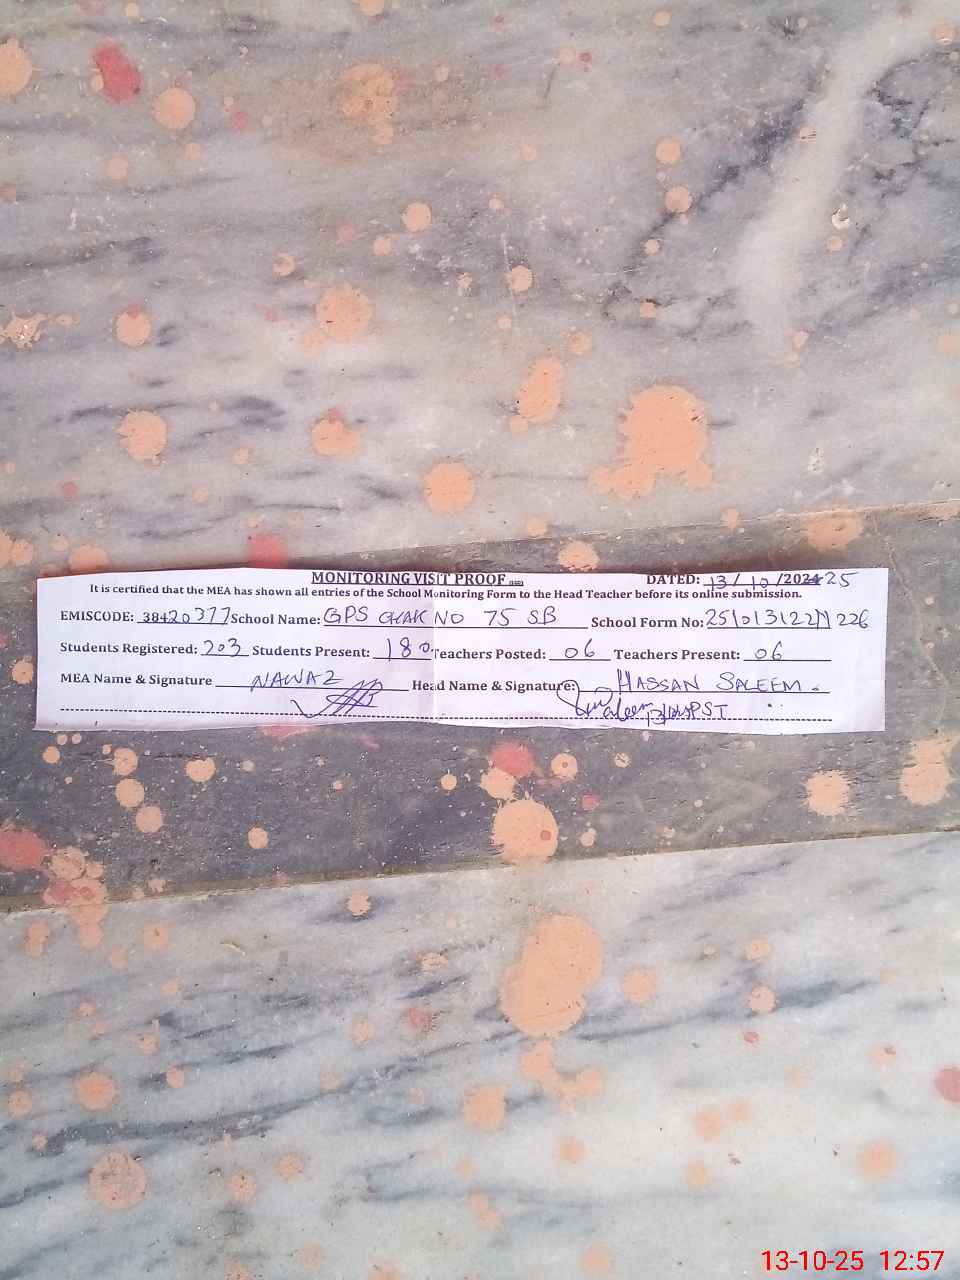 MONITORING VISIT PROOF DATED: 13/10/2024 25
It is certified that the MEA has shown all entries of the School Monitoring Form to the Head Teacher before its online submission.
EMISCODE: 38420377 School Name: GPS CHAK NO 75 SB School Form No:
Students Registered: 203 Students Present: 180 Teachers Posted: 06 Teachers Present: 06
MEA Name & Signature NAWAZ Head Name & Signature: HASSAN SALEEM.
PST
13-10-25 12:57